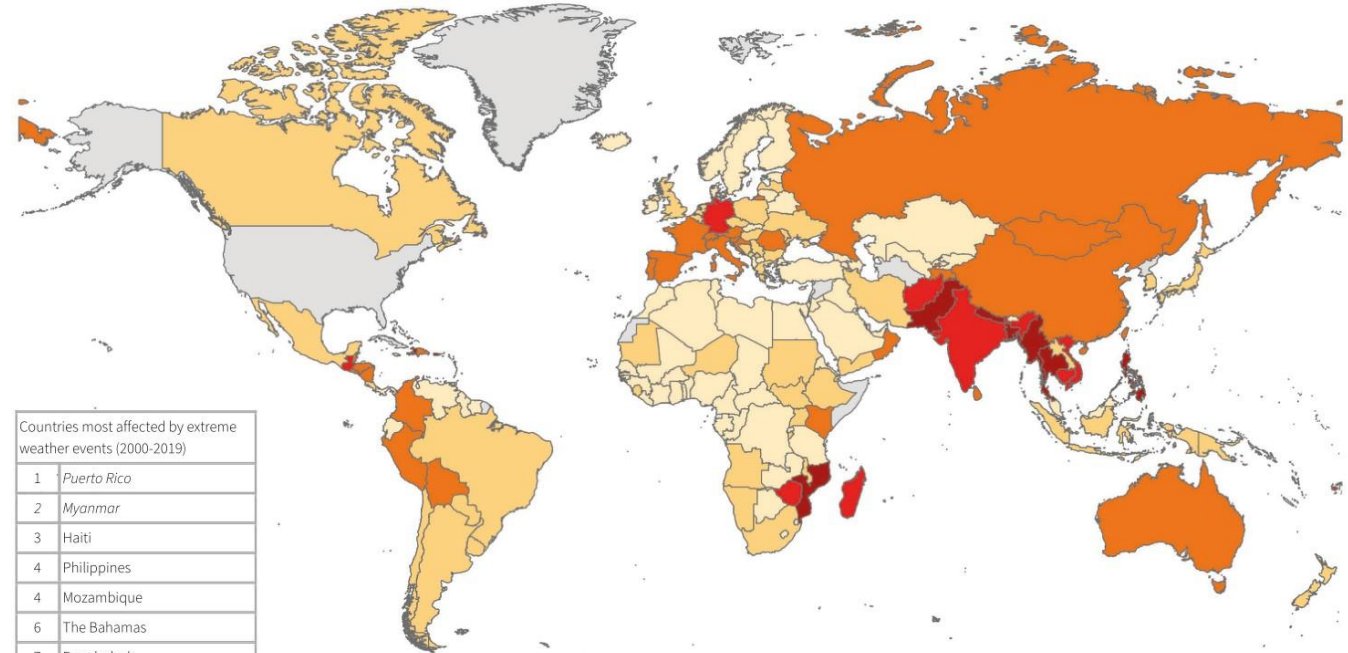 Countries most affected by extreme
weather events (2000-2019)
1 Puerto Rico
2 Myanmar
3 Haiti
4 Philippines
4 Mozambique
6 The Bahamas